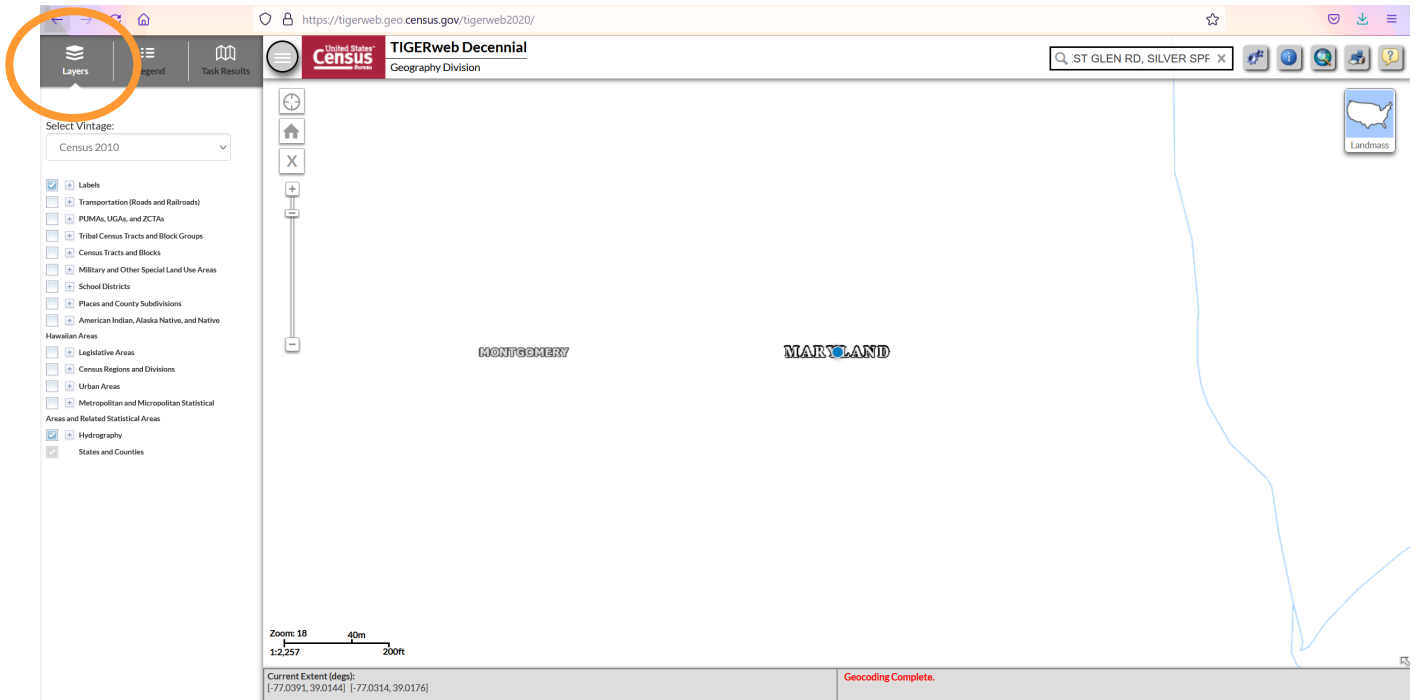 https://tigerweb.geo.census.gov/tigerweb2020/
Layers
Legend
Task Results
United States®
Census
Bureau
TIGERweb Decennial
Geography Division
ST GLEN RD, SILVER SPR X
Select Vintage:
Census 2010
Labels
Transportation (Roads and Railroads)
PUMAs, UGAs, and ZCTAs
Tribal Census Tracts and Block Groups
Census Tracts and Blocks
Military and Other Special Land Use Areas
School Districts
Places and County Subdivisions
American Indian, Alaska Native, and Native
Hawaiian Areas
Legislative Areas
Census Regions and Divisions
Urban Areas
Metropolitan and Micropolitan Statistical
Areas and Related Statistical Areas
Hydrography
States and Counties
X
Landmass
MONTGOMERY
MARYLAND
Zoom: 18
40m
1:2,257
200ft
Current Extent (degs):
[-77.0391, 39.0144] [-77.0314, 39.0176]
Geocoding Complete.